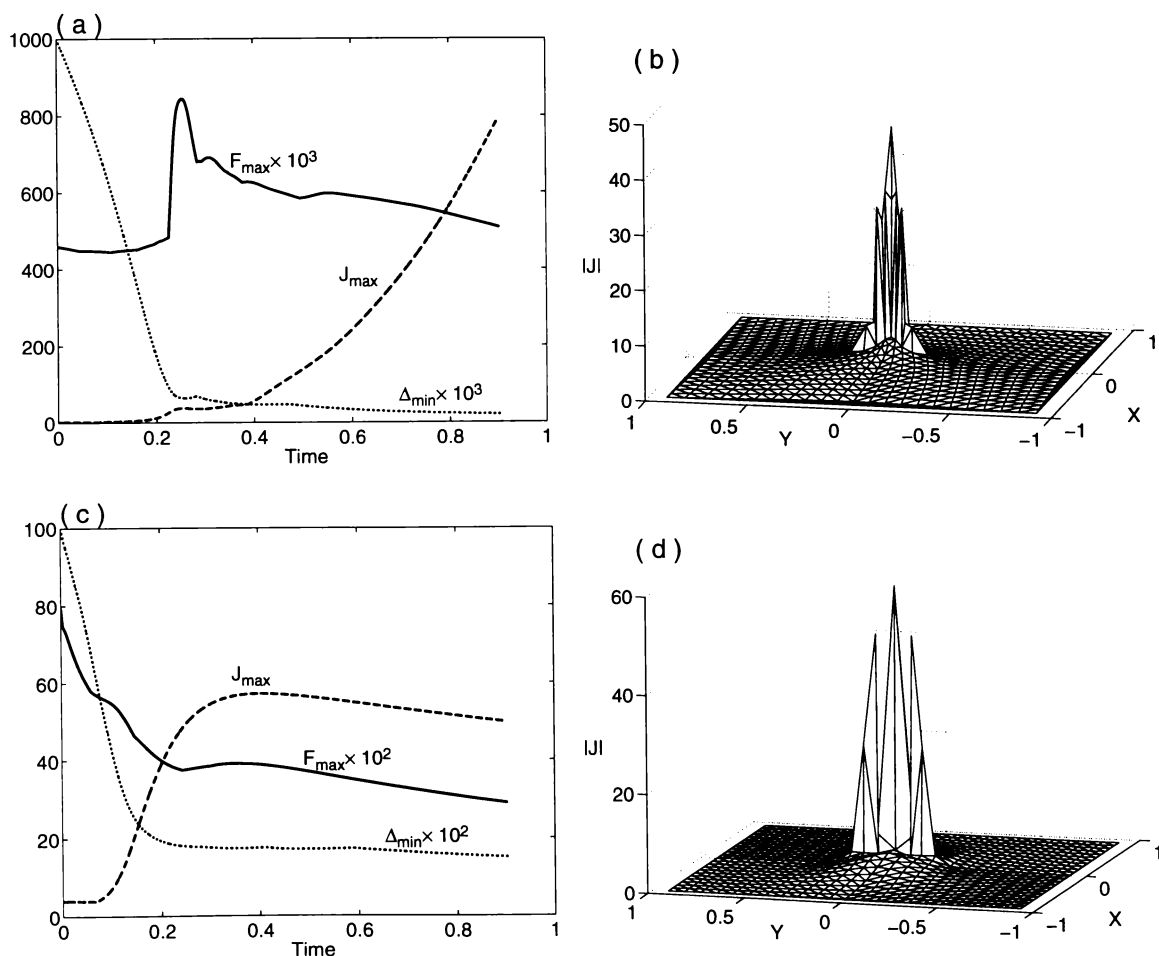 (a)
1000
800
600
400
200
0
F_max × 10^3
J_max
Δ_min × 10^3
0 0.2 0.4 0.6 0.8 1
Time
(b)
50
40
30
20
10
0
|J|
1 0.5 0 −0.5 −1
Y
−1 0 1
X
(c)
100
80
60
40
20
0
J_max
F_max × 10^2
Δ_min × 10^2
0 0.2 0.4 0.6 0.8 1
Time
(d)
60
40
20
0
|J|
1 0.5 0 −0.5 −1
Y
−1 0 1
X